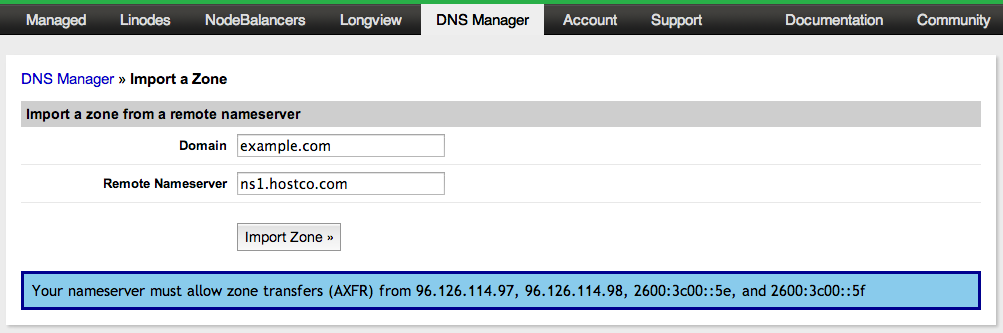 Managed Linodes NodeBalancers Longview DNS Manager Account Support Documentation Community
DNS Manager » Import a Zone
Import a zone from a remote nameserver
Domain example.com
Remote Nameserver ns1.hostco.com
Import Zone »
Your nameserver must allow zone transfers (AXFR) from 96.126.114.97, 96.126.114.98, 2600:3c00::5e, and 2600:3c00::5f